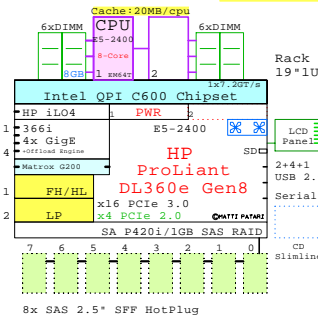 Cache:20MB/cpu
6xDIMM
CPU
6xDIMM
E5-2400
8-Core
8GB
1 EM64T
2
Rack
19"1U
1x7.2GT/s
Intel QPI C600 Chipset
HP iLO4
1
PWR
2
1
366i
E5-2400
4
4x GigE
+Offload Engine
SD
LCD
Panel
Matrox G200
HP
ProLiant
DL360e Gen8
2+4+1
USB 2.
1
FH/HL
Serial
x16 PCIe 3.0
2
LP
x4 PCIe 2.0
©MATTI PATARI
SA P420i/1GB SAS RAID
7 6 5 4 3 2 1 0
CD
Slimline
8x SAS 2.5" SFF HotPlug